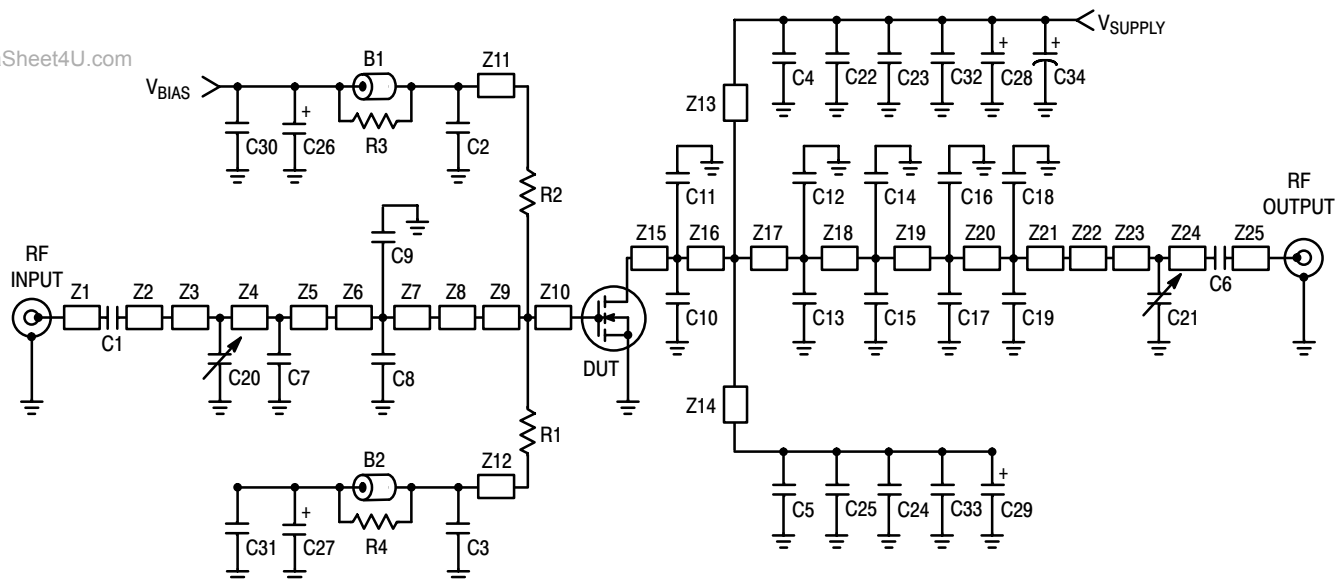 aSheet4U.com
B1
Z11
VSUPPLY
VBIAS
C4 C22 C23 C32 + C28 + C34
Z13
C30 + C26 R3 C2
R2
C11 C12 C14 C16 C18
RF
OUTPUT
C9
Z15 Z16 Z17 Z18 Z19 Z20 Z21 Z22 Z23 Z24 Z25
RF
INPUT
Z1 Z2 Z3 Z4 Z5 Z6 Z7 Z8 Z9 Z10
C6
C1
C10 C13 C15 C17 C19 C21
C20 C7 C8
DUT
Z14
R1
B2
Z12
C5 C25 C24 C33 + C29
C31 + C27 R4 C3